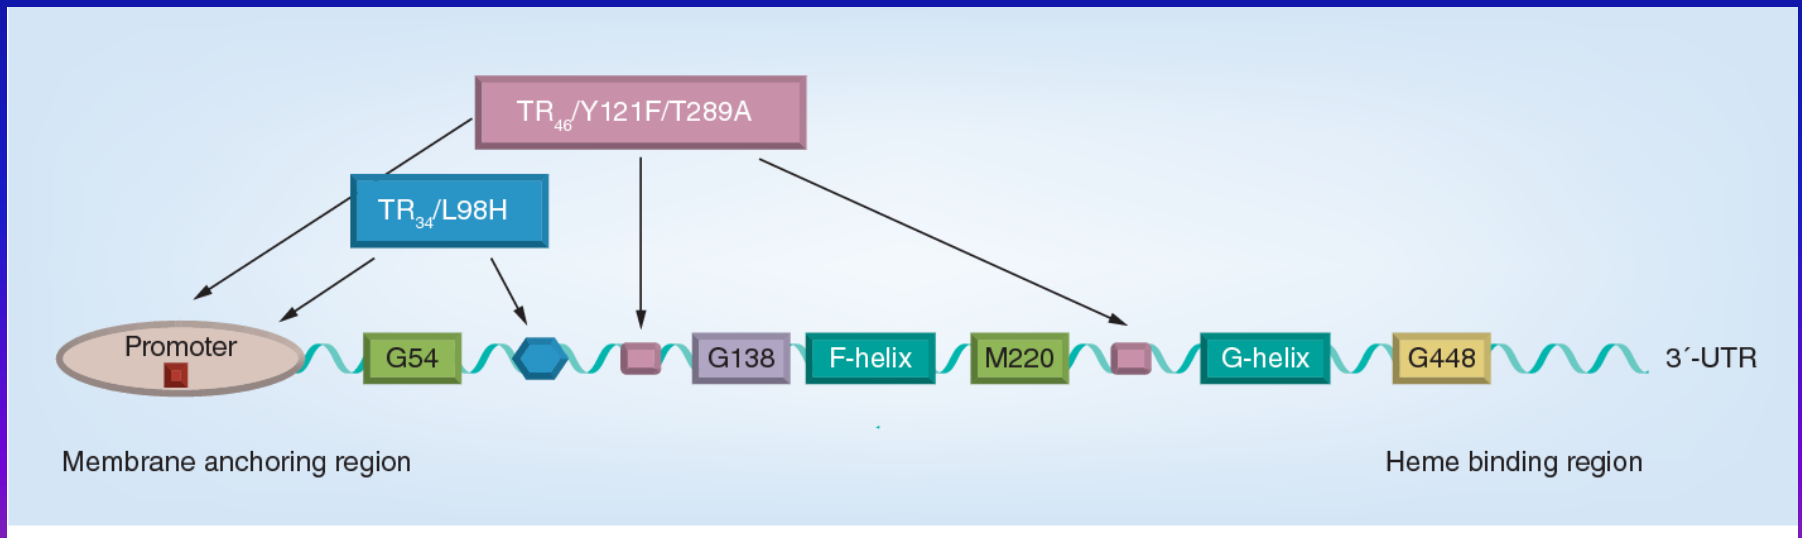 TR46/Y121F/T289A
TR34/L98H
Promoter
G54
G138
F-helix
M220
G-helix
G448
3´-UTR
Membrane anchoring region
Heme binding region